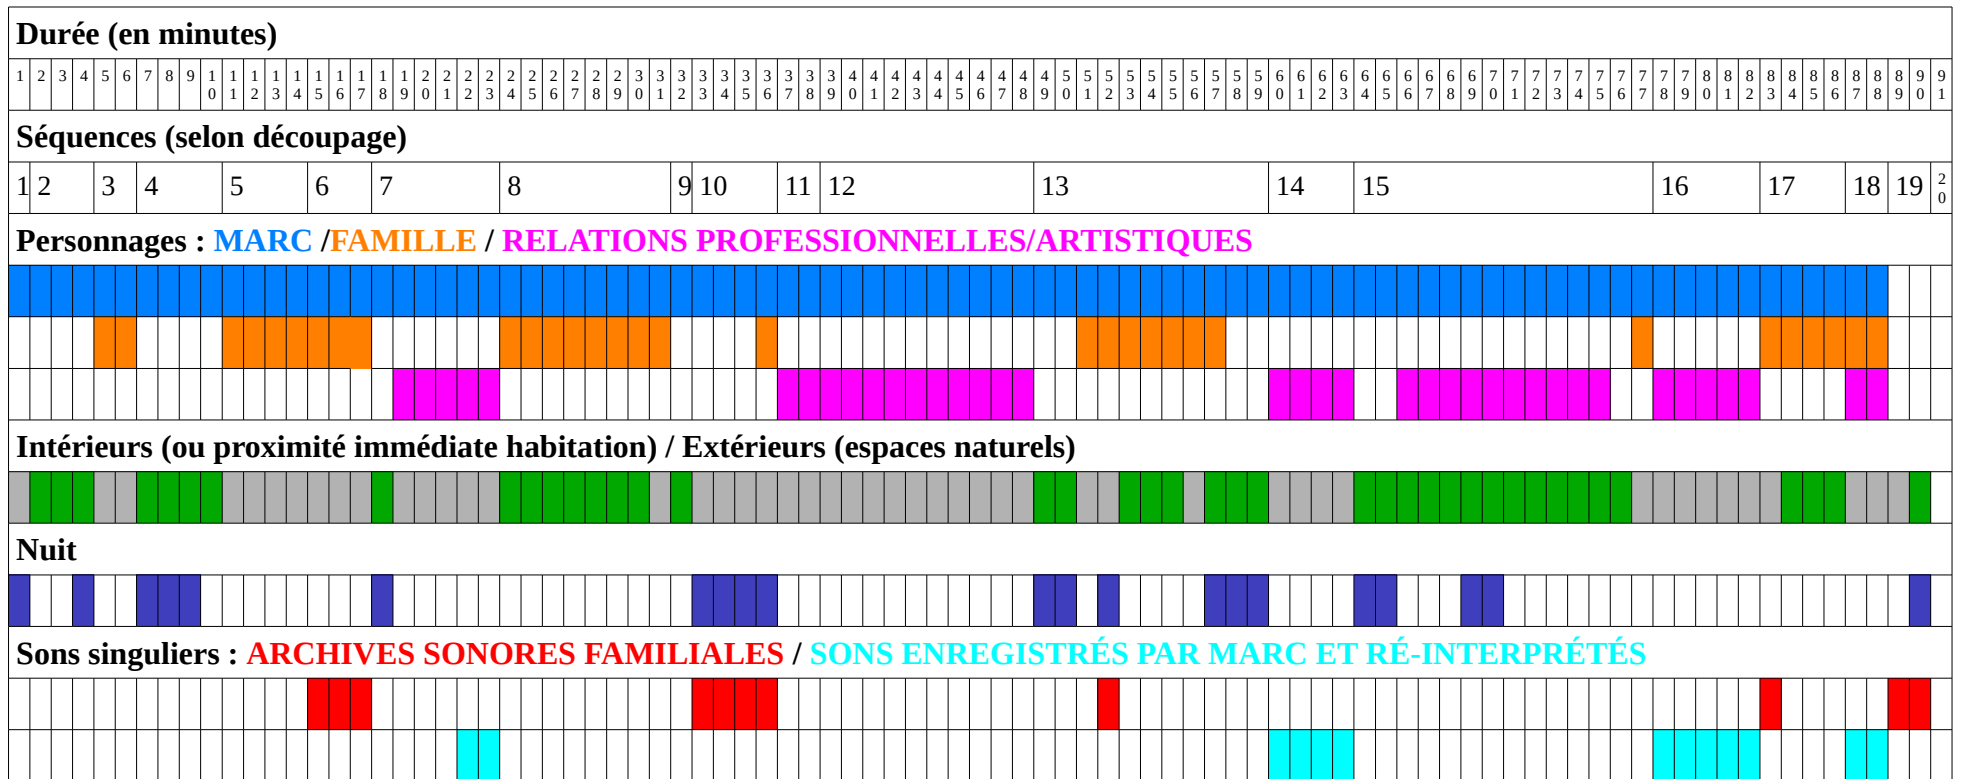 Durée (en minutes)
1 2 3 4 5 6 7 8 9 10 11 12 13 14 15 16 17 18 19 20 21 22 23 24 25 26 27 28 29 30 31 32 33 34 35 36 37 38 39 40 41 42 43 44 45 46 47 48 49 50 51 52 53 54 55 56 57 58 59 60 61 62 63 64 65 66 67 68 69 70 71 72 73 74 75 76 77 78 79 80 81 82 83 84 85 86 87 88 89 90 91
Séquences (selon découpage)
1 2 3 4 5 6 7 8 9 10 11 12 13 14 15 16 17 18 19 20
Personnages : MARC /FAMILLE / RELATIONS PROFESSIONNELLES/ARTISTIQUES
Intérieurs (ou proximité immédiate habitation) / Extérieurs (espaces naturels)
Nuit
Sons singuliers : ARCHIVES SONORES FAMILIALES / SONS ENREGISTRÉS PAR MARC ET RÉ-INTERPRÉTÉS